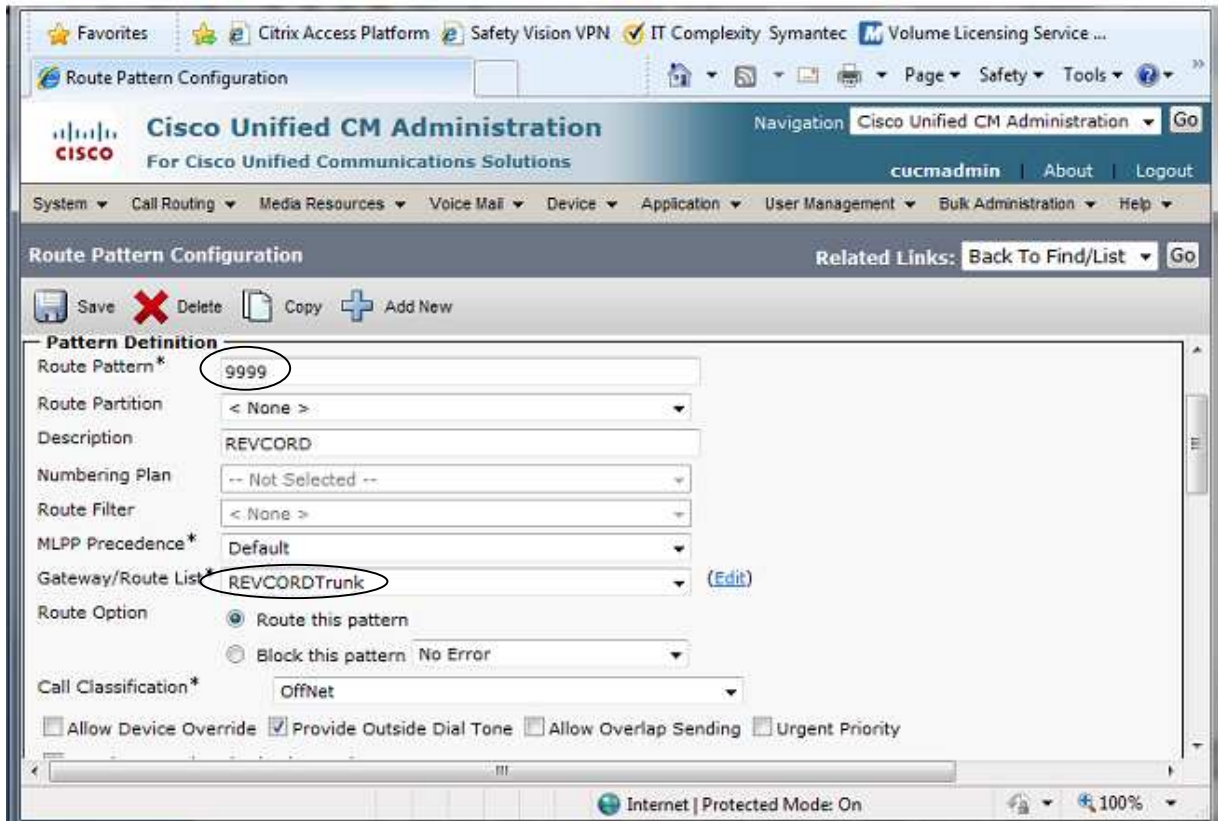 Favorites Citrix Access Platform Safety Vision VPN IT Complexity Symantec Volume Licensing Service ...
Route Pattern Configuration Page Safety Tools
CISCO Cisco Unified CM Administration Navigation Cisco Unified CM Administration Go
For Cisco Unified Communications Solutions cucmadmin | About | Logout
System Call Routing Media Resources Voice Mail Device Application User Management Bulk Administration Help
Route Pattern Configuration Related Links: Back To Find/List Go
Save Delete Copy Add New
Pattern Definition
Route Pattern* 9999
Route Partition < None >
Description REVCORD
Numbering Plan -- Not Selected --
Route Filter < None >
MLPP Precedence* Default
Gateway/Route List* REVCORDTrunk (Edit)
Route Option Route this pattern
Block this pattern No Error
Call Classification* OffNet
Allow Device Override Provide Outside Dial Tone Allow Overlap Sending Urgent Priority
Internet | Protected Mode: On 100%